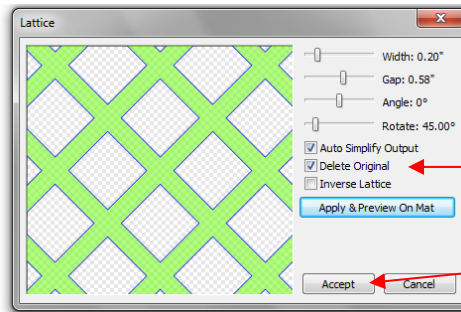 Lattice
Width: 0.20"
Gap: 0.58"
Angle: 0°
Rotate: 45.00°
Auto Simplify Output
Delete Original
Inverse Lattice
Apply & Preview On Mat
Accept Cancel